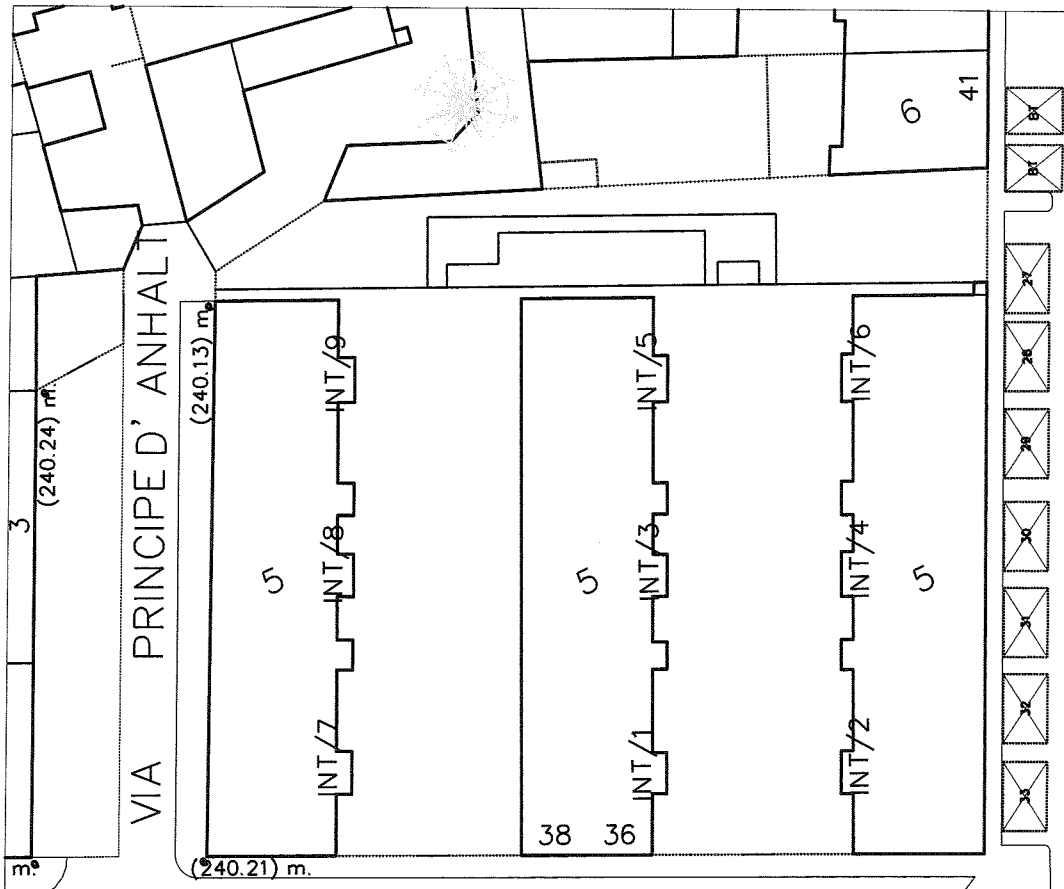 VIA PRINCIPE D' ANHALT
3
(240.24) m.
(240.13) m.
(240.21) m.
m.
5
5
5
6
41
INT/9
INT/5
INT/6
INT/8
INT/3
INT/4
INT/7
INT/1
INT/2
38 36
BT
BT
27
28
29
30
31
32
33